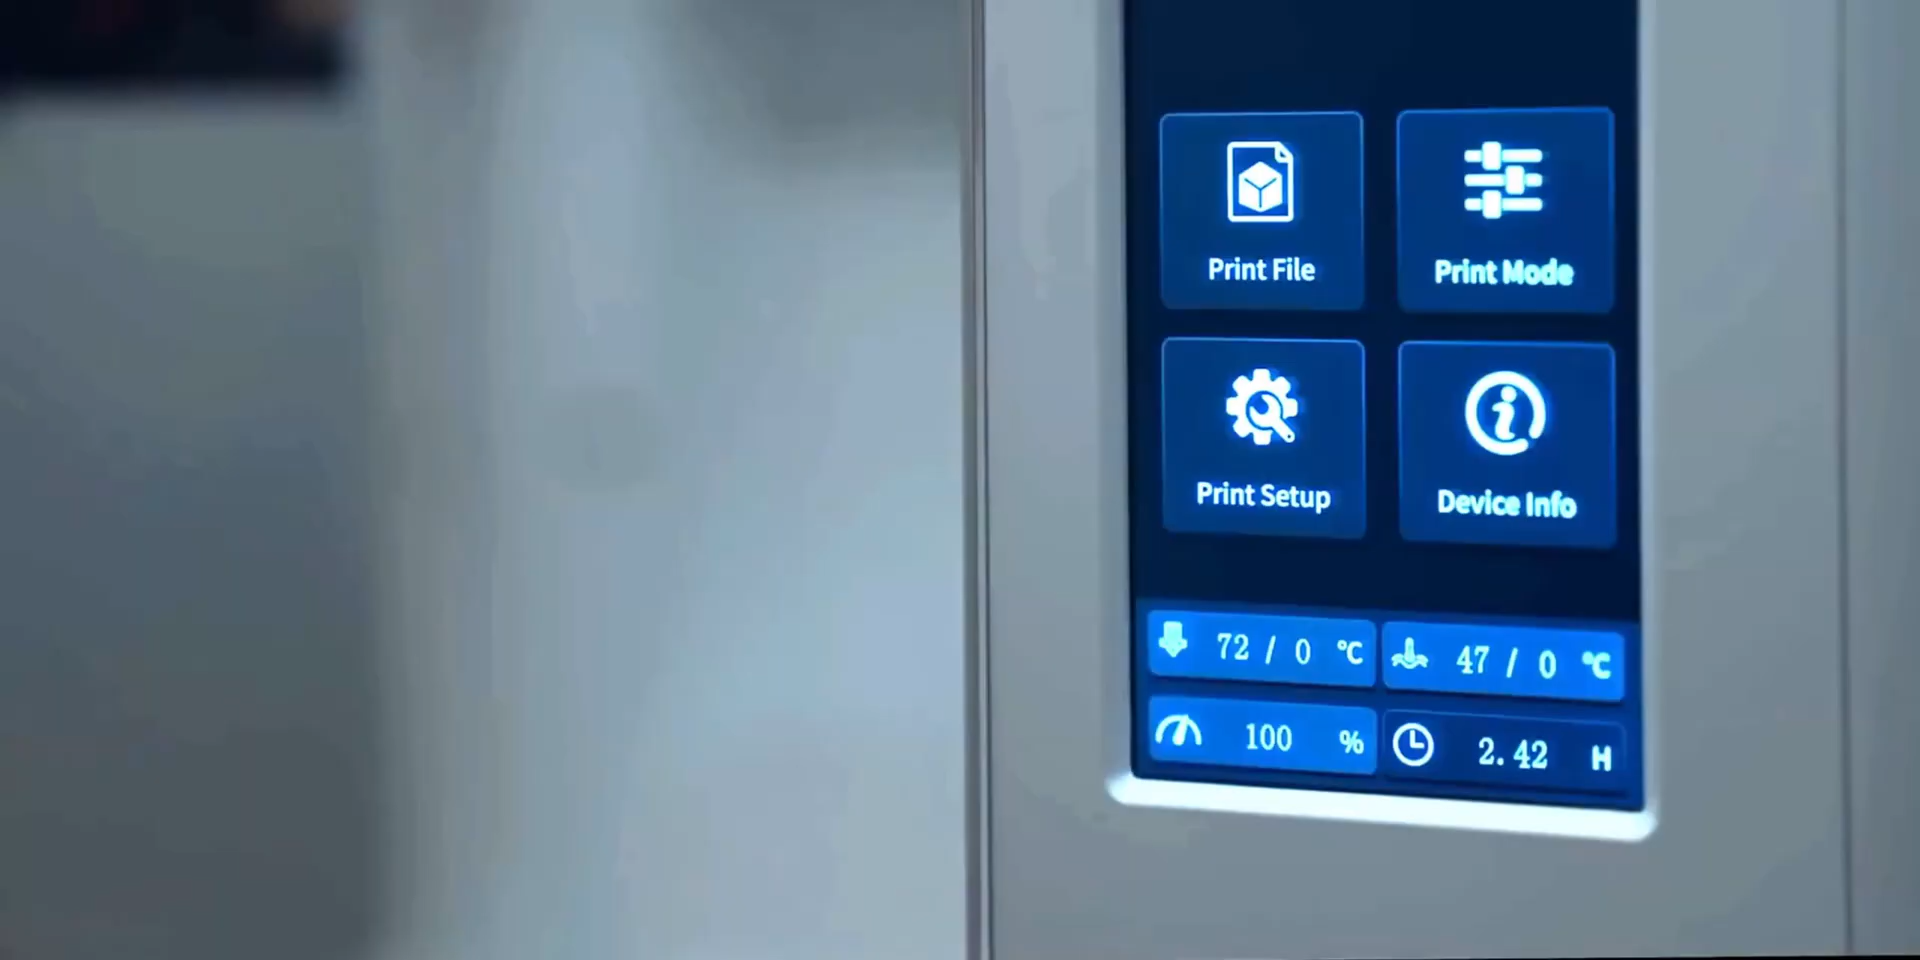 Print File
Print Mode
Print Setup
Device Info
72 / 0 ℃
47 / 0 ℃
100 %
2.42 H